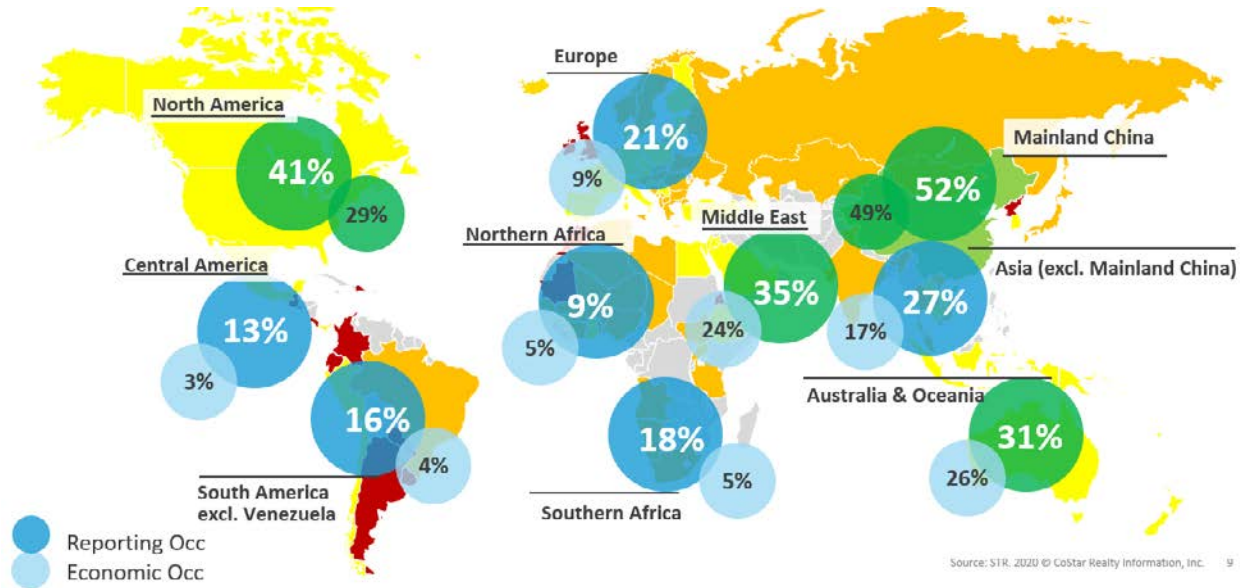 Europe
North America
21%
Mainland China
41%
9%
52%
29%
49%
Northern Africa
Middle East
Central America
Asia (excl. Mainland China)
13%
9%
35%
27%
5%
24%
17%
3%
Australia & Oceania
16%
18%
31%
4%
5%
26%
South America
excl. Venezuela
Southern Africa
Reporting Occ
Economic Occ
Source: STR. 2020 © CoStar Realty Information, Inc. 9